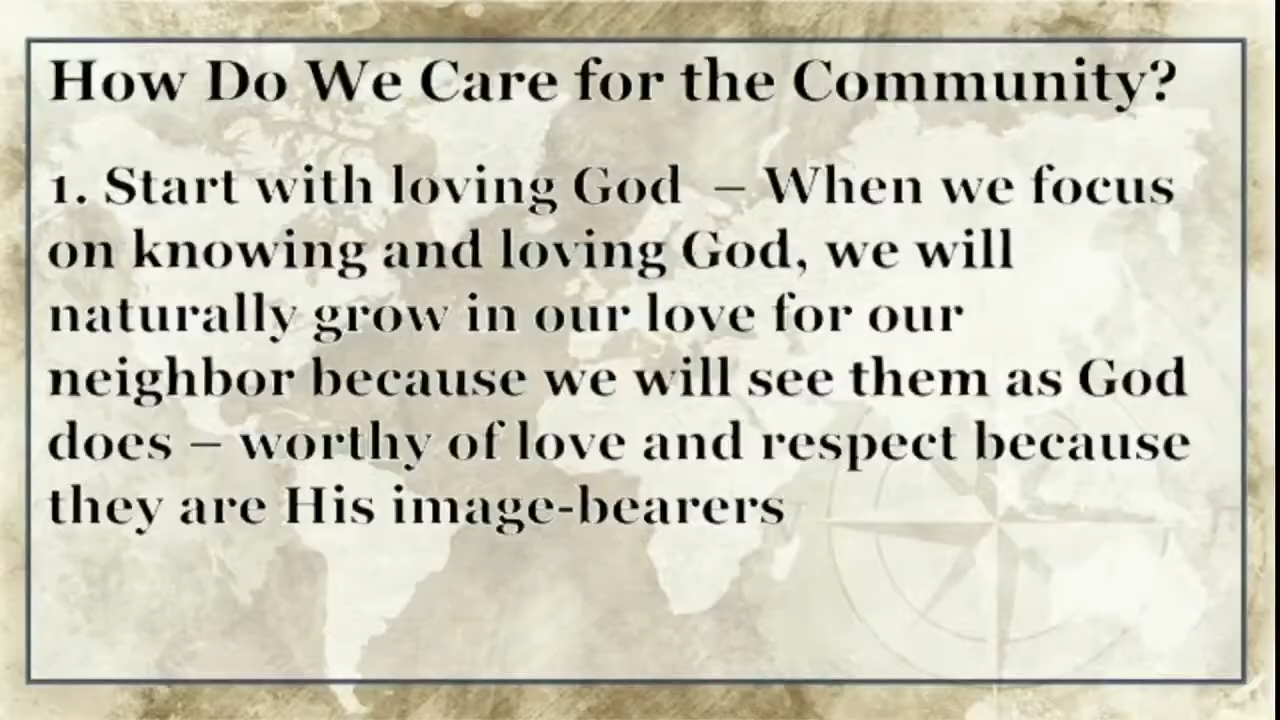 How Do We Care for the Community?
1. Start with loving God – When we focus
on knowing and loving God, we will
naturally grow in our love for our
neighbor because we will see them as God
does – worthy of love and respect because
they are His image-bearers